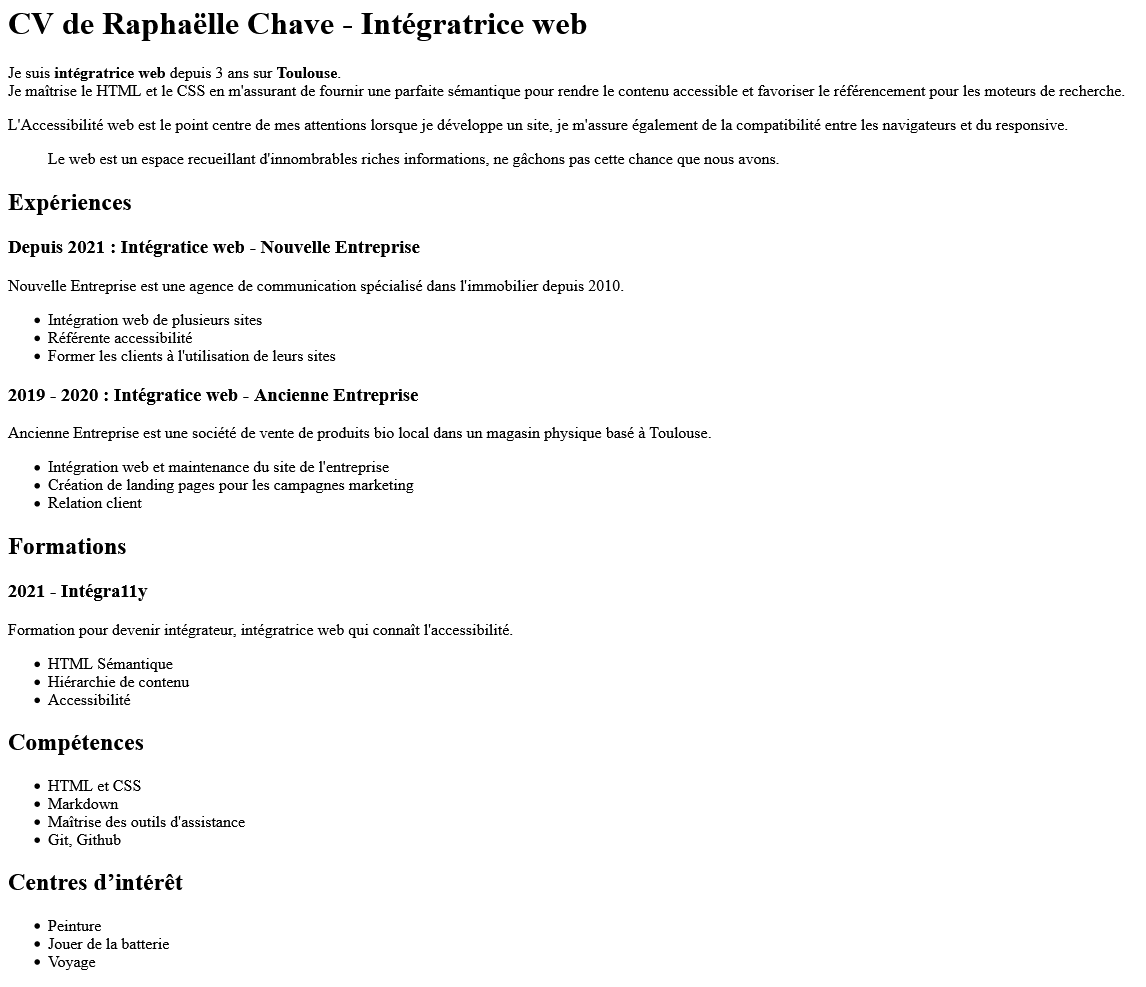 CV de Raphaëlle Chave - Intégratrice web
Je suis intégratrice web depuis 3 ans sur Toulouse.
Je maîtrise le HTML et le CSS en m'assurant de fournir une parfaite sémantique pour rendre le contenu accessible et favoriser le référencement pour les moteurs de recherche.
L'Accessibilité web est le point centre de mes attentions lorsque je développe un site, je m'assure également de la compatibilité entre les navigateurs et du responsive.
Le web est un espace recueillant d'innombrables riches informations, ne gâchons pas cette chance que nous avons.
Expériences
Depuis 2021 : Intégratice web - Nouvelle Entreprise
Nouvelle Entreprise est une agence de communication spécialisé dans l'immobilier depuis 2010.
• Intégration web de plusieurs sites
• Référente accessibilité
• Former les clients à l'utilisation de leurs sites
2019 - 2020 : Intégratice web - Ancienne Entreprise
Ancienne Entreprise est une société de vente de produits bio local dans un magasin physique basé à Toulouse.
• Intégration web et maintenance du site de l'entreprise
• Création de landing pages pour les campagnes marketing
• Relation client
Formations
2021 - Intégra11y
Formation pour devenir intégrateur, intégratrice web qui connaît l'accessibilité.
• HTML Sémantique
• Hiérarchie de contenu
• Accessibilité
Compétences
• HTML et CSS
• Markdown
• Maîtrise des outils d'assistance
• Git, Github
Centres d’intérêt
• Peinture
• Jouer de la batterie
• Voyage